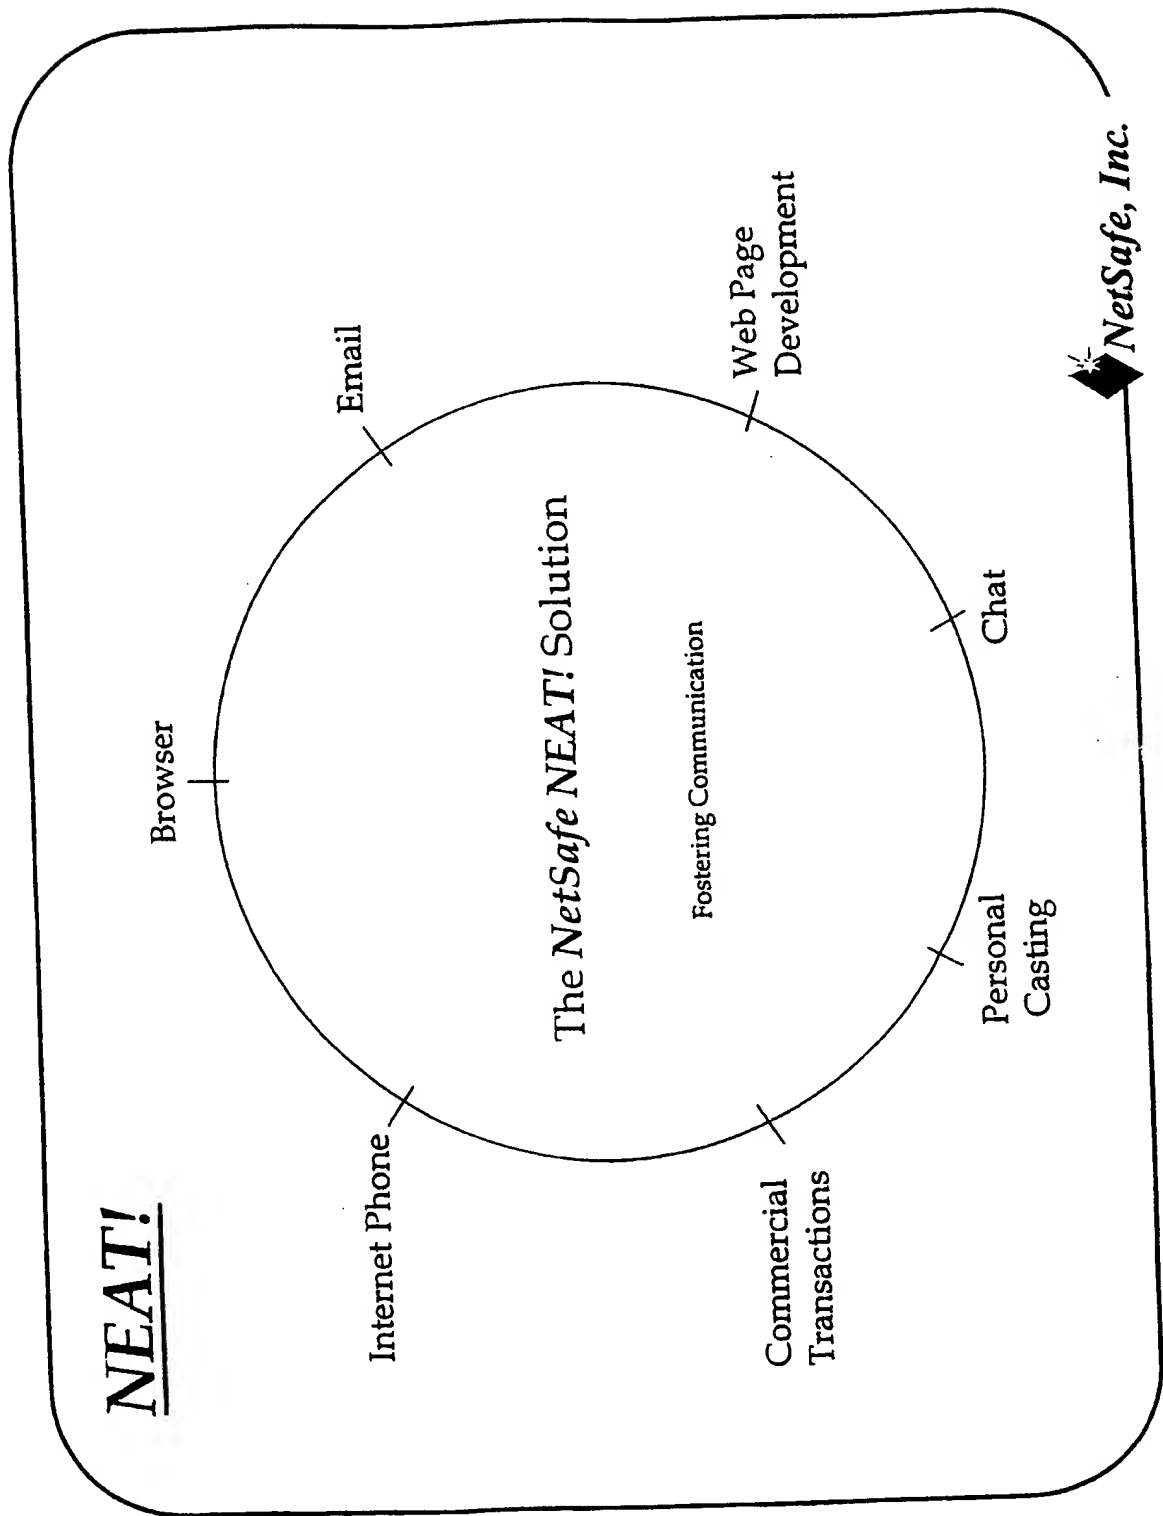 NEAT!
Browser
Internet Phone
Email
The NetSafe NEAT! Solution
Fostering Communication
Commercial
Transactions
Web Page
Development
Personal
Casting
Chat
NetSafe, Inc.